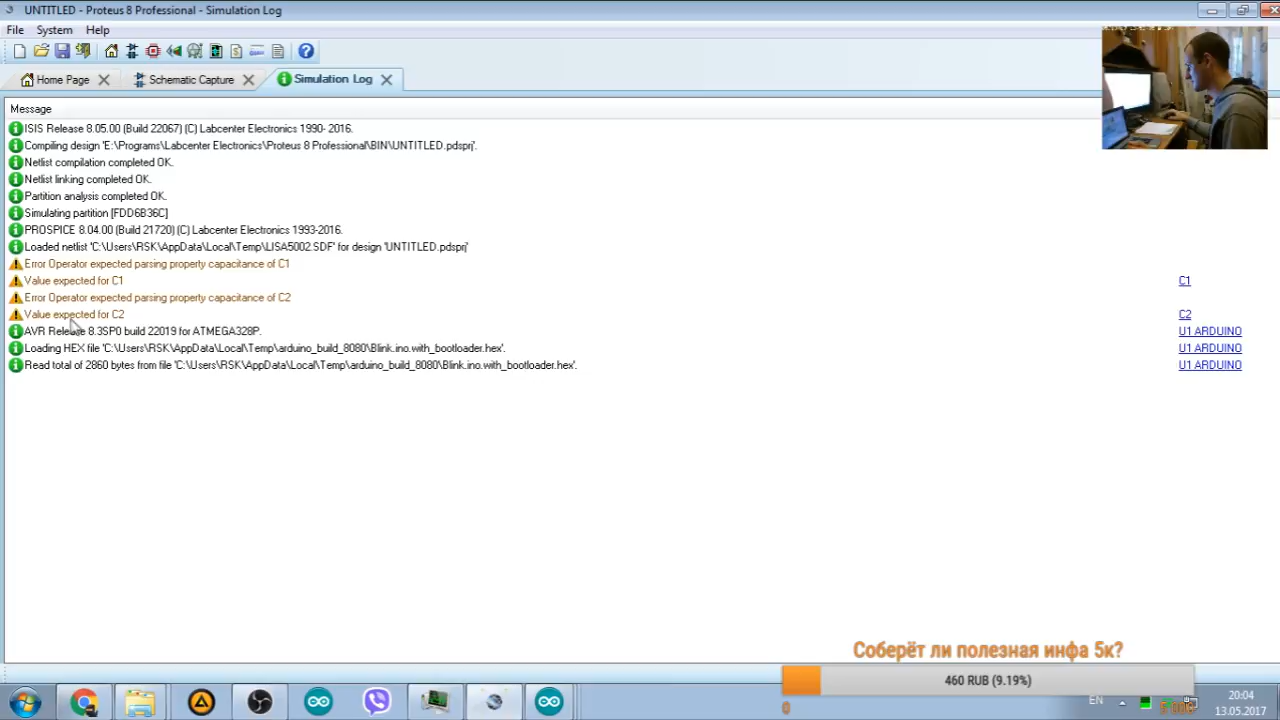 UNTITLED - Proteus 8 Professional - Simulation Log
File System Help
Home Page Schematic Capture Simulation Log
Message
ISIS Release 8.05.00 (Build 22067) (C) Labcenter Electronics 1990- 2016.
Compiling design 'E:\Programs\Labcenter Electronics\Proteus 8 Professional\BIN\UNTITLED.pdsprj'.
Netlist compilation completed OK.
Netlist linking completed OK.
Partition analysis completed OK.
Simulating partition [FDD6B36C]
PROSPICE 8.04.00 (Build 21720) (C) Labcenter Electronics 1993-2016.
Loaded netlist 'C:\Users\RSK\AppData\Local\Temp\LISA5002.SDF' for design 'UNTITLED.pdsprj'
Error Operator expected parsing property capacitance of C1
Value expected for C1 C1
Error Operator expected parsing property capacitance of C2
Value expected for C2 C2
AVR Release 8.3SP0 build 22019 for ATMEGA328P. U1 ARDUINO
Loading HEX file 'C:\Users\RSK\AppData\Local\Temp\arduino_build_8080\Blink.ino.with_bootloader.hex'. U1 ARDUINO
Read total of 2860 bytes from file 'C:\Users\RSK\AppData\Local\Temp\arduino_build_8080\Blink.ino.with_bootloader.hex'. U1 ARDUINO
Соберёт ли полезная инфа 5к?
460 RUB (9.19%)
0
EN
20:04
13.05.2017